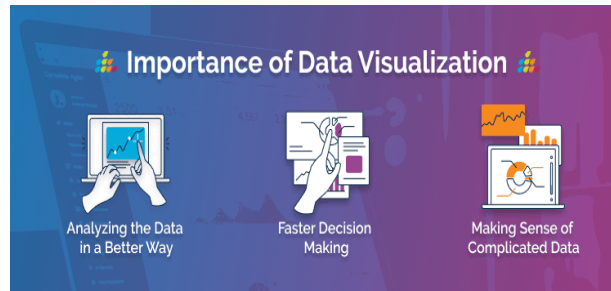 Importance of Data Visualization
Analyzing the Data
in a Better Way
Faster Decision
Making
Making Sense of
Complicated Data